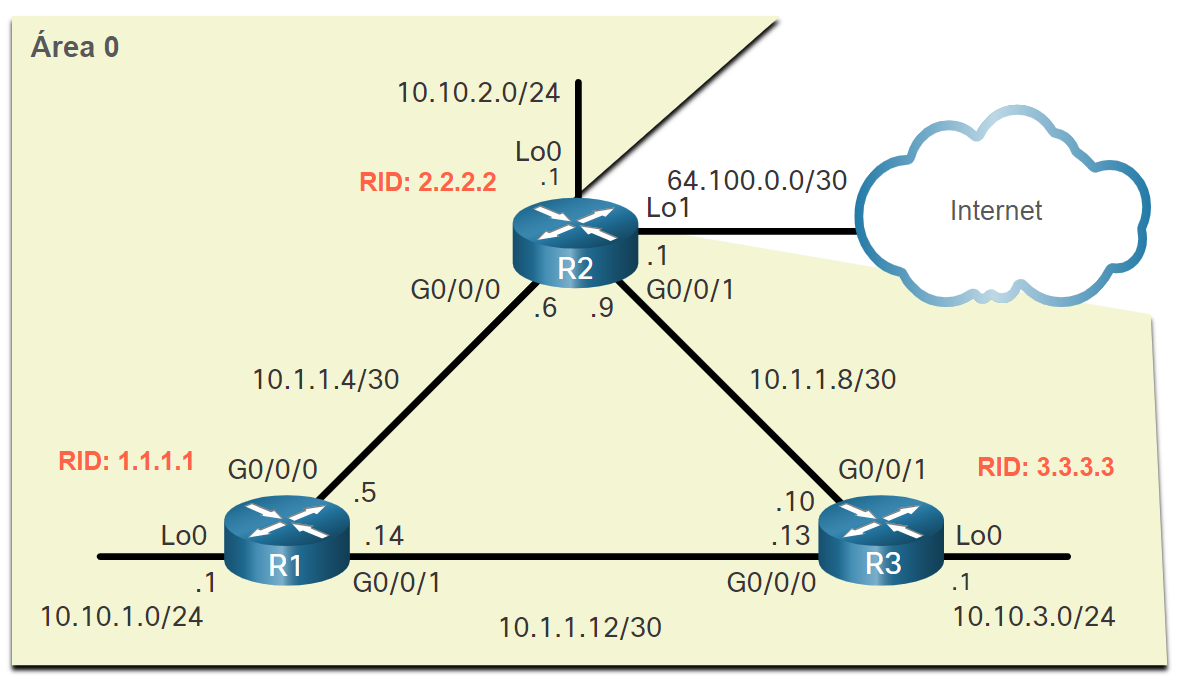 Área 0
10.10.2.0/24
Lo0
.1
RID: 2.2.2.2
64.100.0.0/30
Lo1
Internet
.1
R2
G0/0/0
G0/0/1
.6
.9
10.1.1.4/30
10.1.1.8/30
RID: 1.1.1.1
G0/0/0
.5
G0/0/1
RID: 3.3.3.3
.10
Lo0
.14
.13
Lo0
R1
R3
.1
G0/0/1
G0/0/0
.1
10.10.1.0/24
10.1.1.12/30
10.10.3.0/24